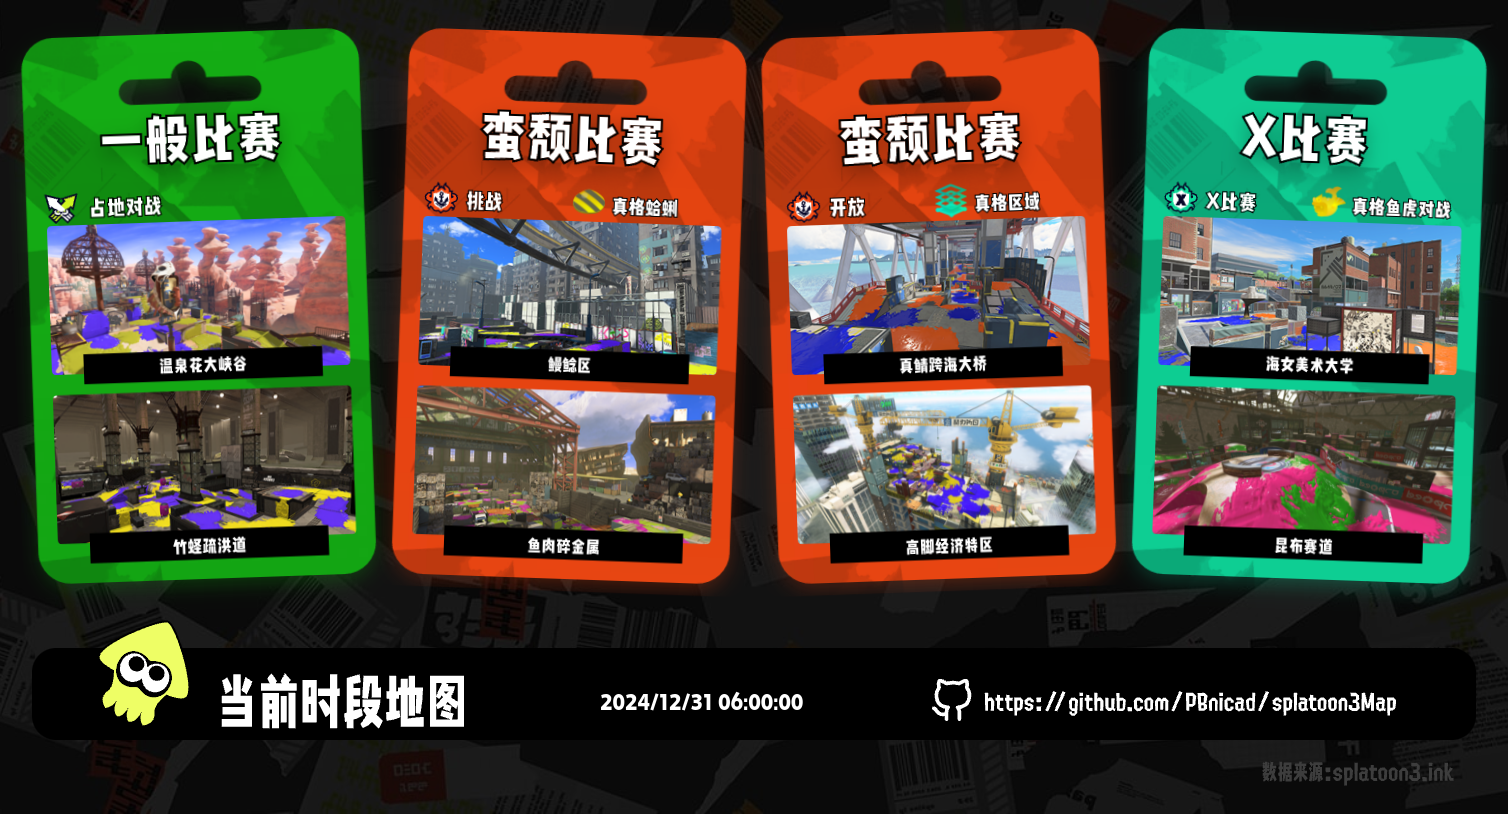 一般比赛
占地对战
温泉花大峡谷
竹蛏疏洪道
蛮颓比赛
挑战
真格蛤蜊
鳗鲶区
鱼肉碎金属
蛮颓比赛
开放
真格区域
真鲭跨海大桥
高脚经济特区
X比赛
X比赛
真格鱼虎对战
海女美术大学
昆布赛道
当前时段地图
2024/12/31 06:00:00
https://github.com/PBnicad/splatoon3Map
数据来源:splatoon3.ink